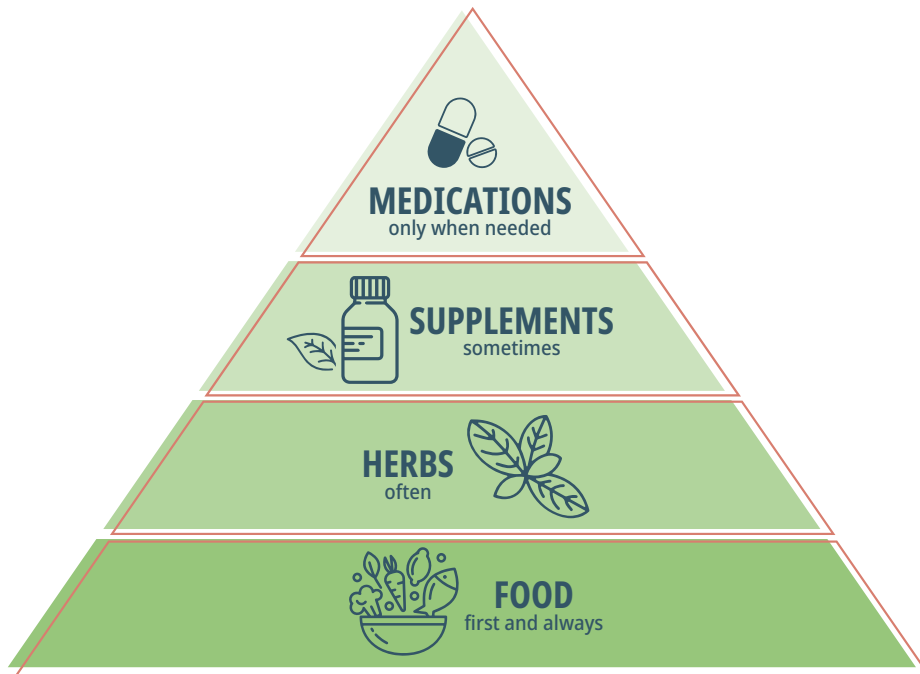 MEDICATIONS
only when needed
SUPPLEMENTS
sometimes
HERBS
often
FOOD
first and always